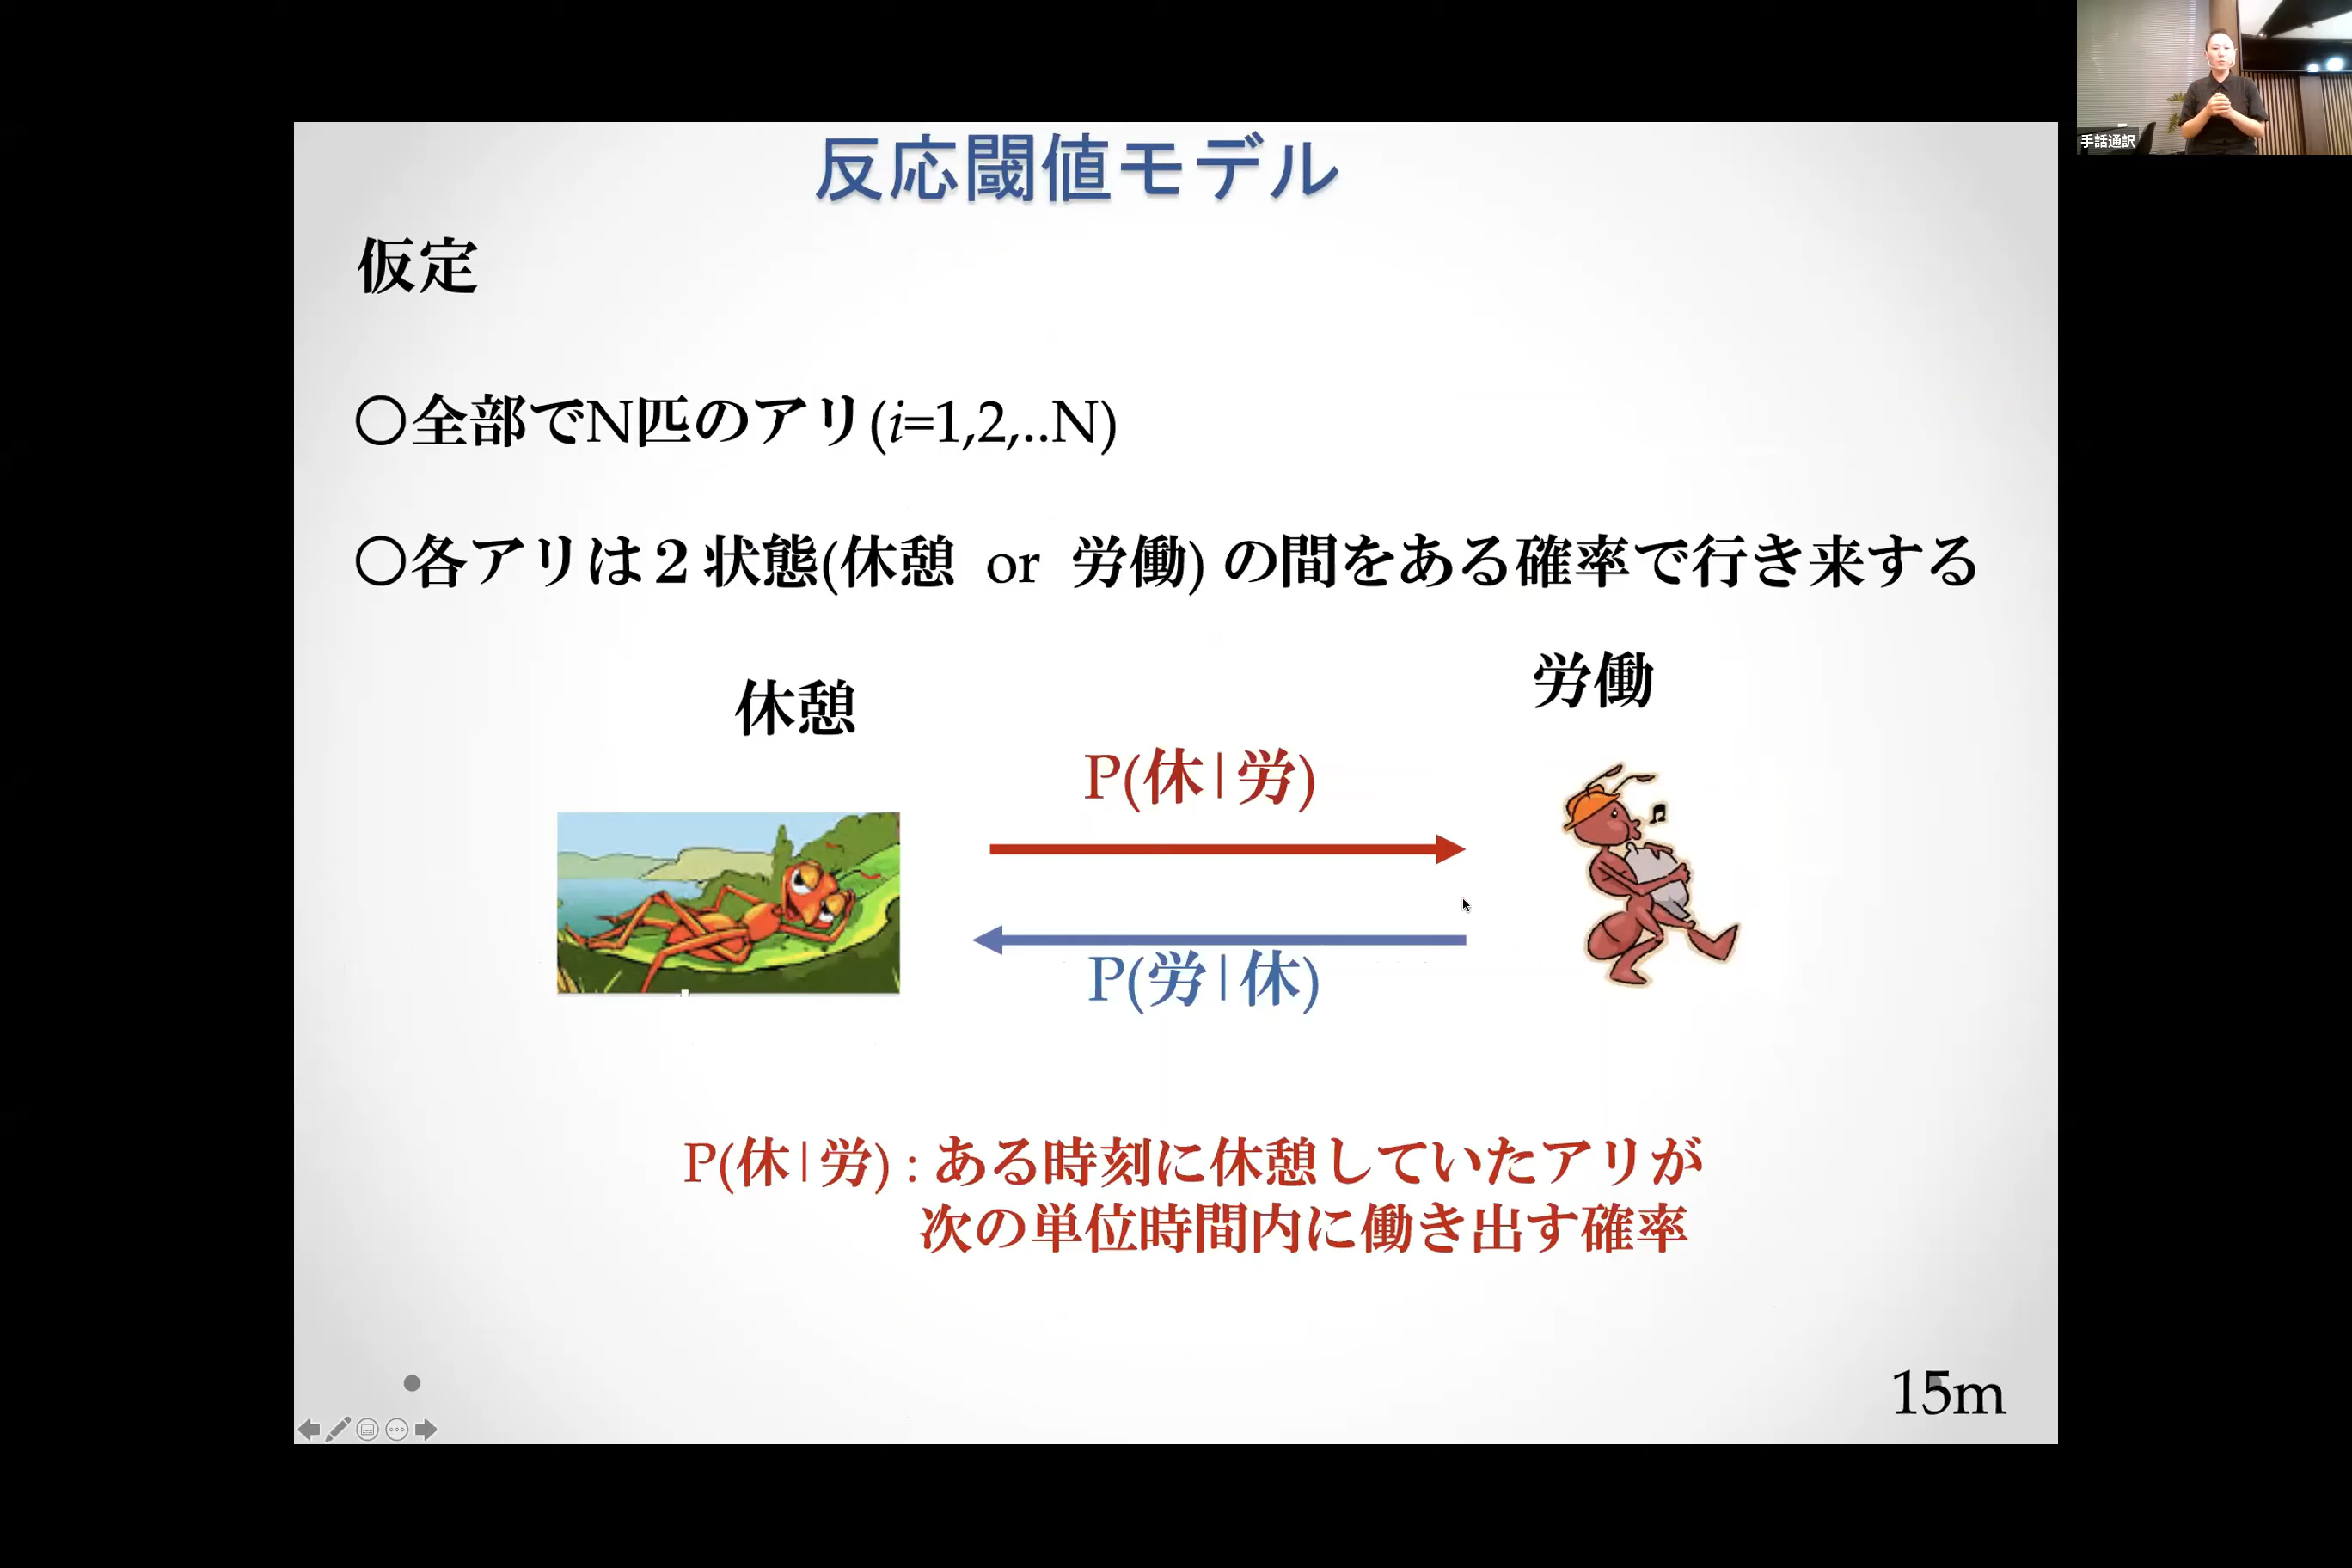 反応閾値モデル
手話通訳
仮定
○全部でN匹のアリ(i=1,2,..N)
○各アリは２状態(休憩 or 労働) の間をある確率で行き来する
休憩
労働
P(休|労)
P(労|休)
P(休|労) : ある時刻に休憩していたアリが
次の単位時間内に働き出す確率
15m